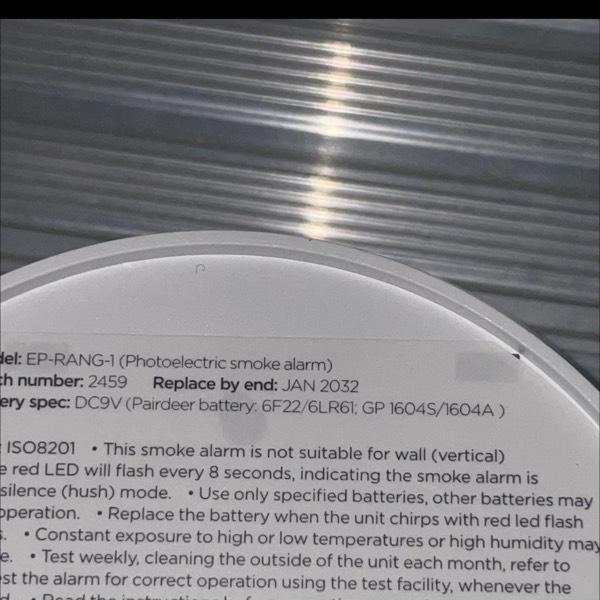 del: EP-RANG-1 (Photoelectric smoke alarm)
ch number: 2459 Replace by end: JAN 2032
ery spec: DC9V (Pairdeer battery: 6F22/6LR61; GP 1604S/1604A )
ISO8201 • This smoke alarm is not suitable for wall (vertical)
e red LED will flash every 8 seconds, indicating the smoke alarm is
silence (hush) mode. • Use only specified batteries, other batteries may
operation. • Replace the battery when the unit chirps with red led flash
s. • Constant exposure to high or low temperatures or high humidity may
e. • Test weekly, cleaning the outside of the unit each month, refer to
st the alarm for correct operation using the test facility, whenever the
d. • Read the